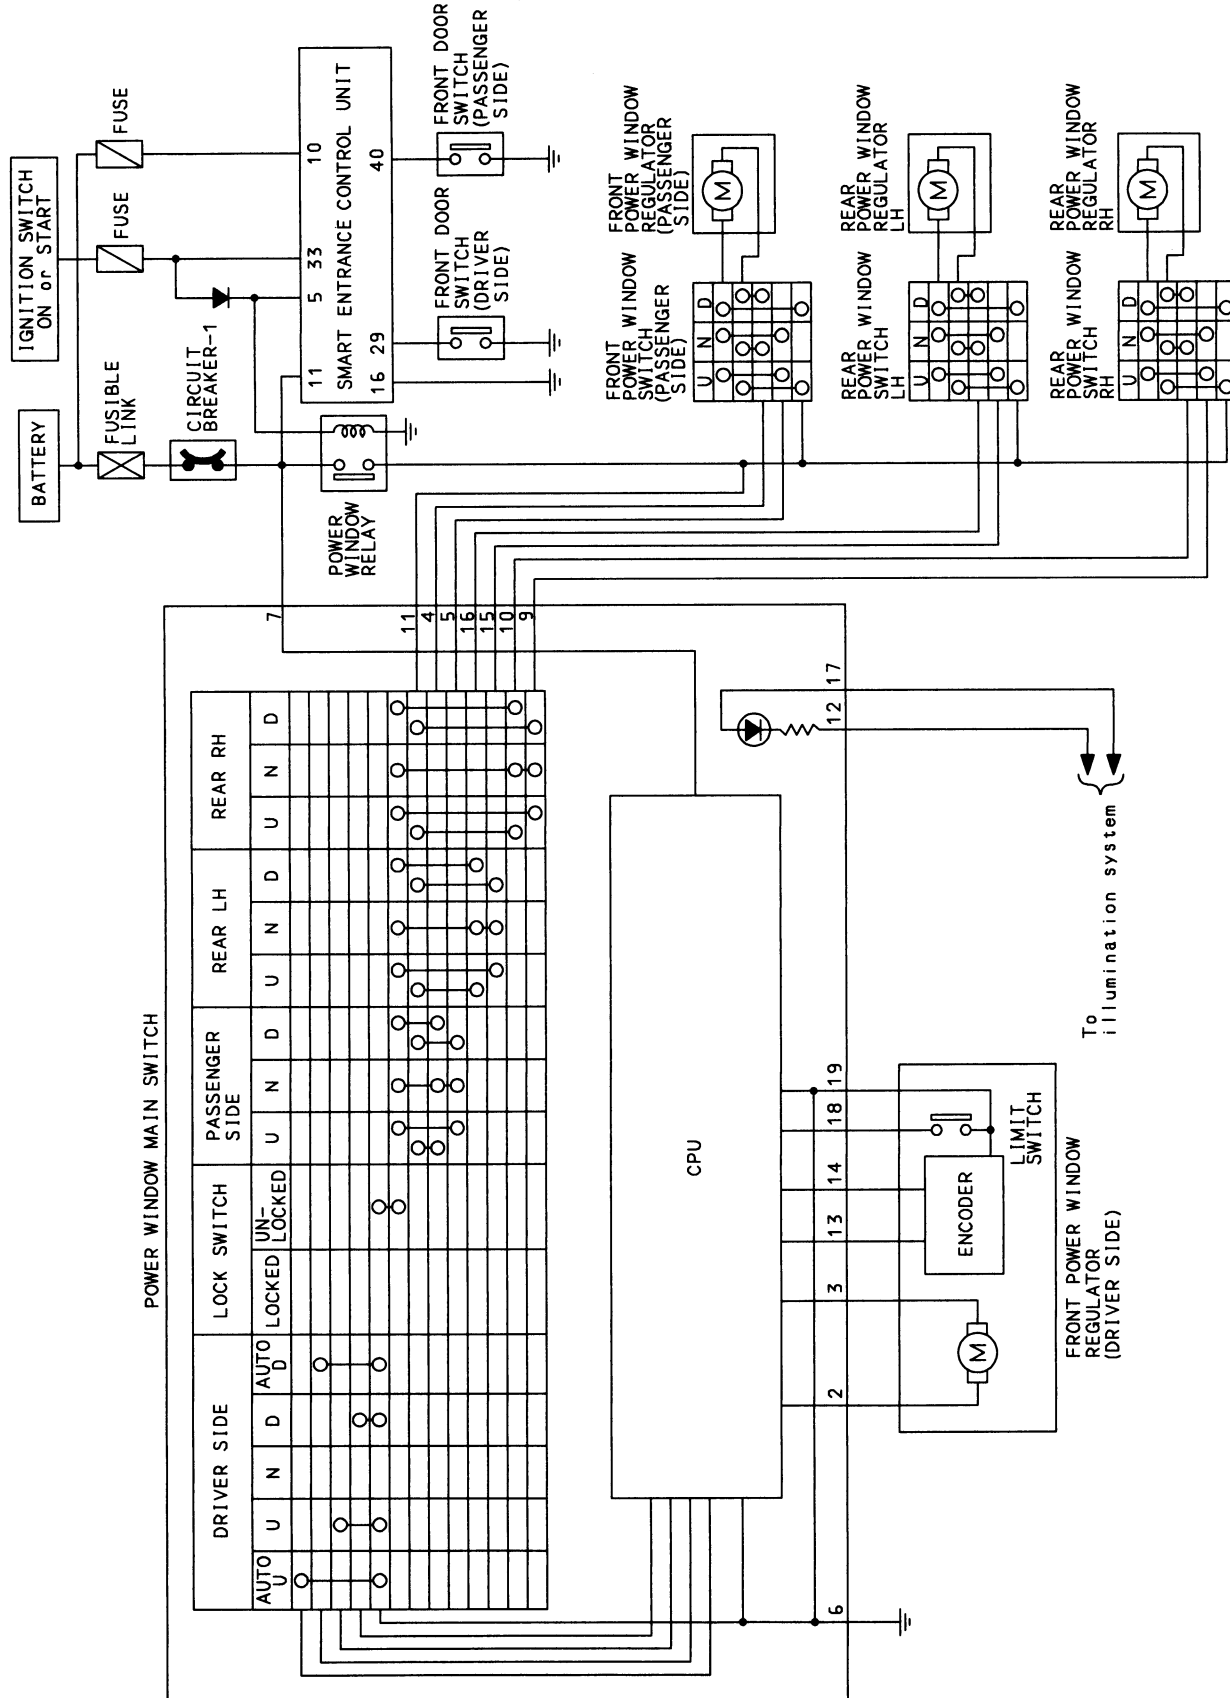 BATTERY
IGNITION SWITCH
ON or START
FUSIBLE
LINK
FUSE
FUSE
CIRCUIT
BREAKER-1
11
5
33
10
SMART ENTRANCE CONTROL UNIT
16
29
40
POWER
WINDOW
RELAY
FRONT DOOR
SWITCH
(DRIVER
SIDE)
FRONT DOOR
SWITCH
(PASSENGER
SIDE)
FRONT
POWER WINDOW
SWITCH
(PASSENGER
SIDE)
U
N
D
FRONT
POWER WINDOW
REGULATOR
(PASSENGER
SIDE)
M
REAR
POWER WINDOW
SWITCH
LH
U
N
D
REAR
POWER WINDOW
REGULATOR
LH
M
REAR
POWER WINDOW
SWITCH
RH
U
N
D
REAR
POWER WINDOW
REGULATOR
RH
M
POWER WINDOW MAIN SWITCH
7
11
4
5
16
15
10
9
DRIVER SIDE
LOCK SWITCH
PASSENGER
SIDE
REAR LH
REAR RH
AUTO
U
U
N
D
AUTO
D
LOCKED
UN-
LOCKED
U
N
D
U
N
D
U
N
D
CPU
6
2
3
13
14
18
19
12
17
M
ENCODER
LIMIT
SWITCH
FRONT POWER WINDOW
REGULATOR
(DRIVER SIDE)
To
illumination system